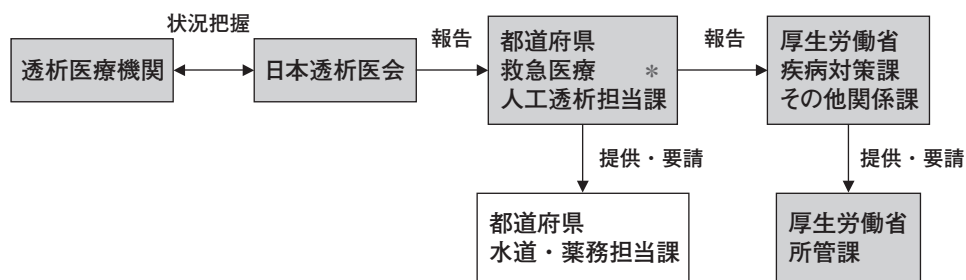 状況把握
透析医療機関
日本透析医会
報告
都道府県
救急医療 *
人工透析担当課
報告
厚生労働省
疾病対策課
その他関係課
提供・要請
提供・要請
都道府県
水道・薬務担当課
厚生労働省
所管課